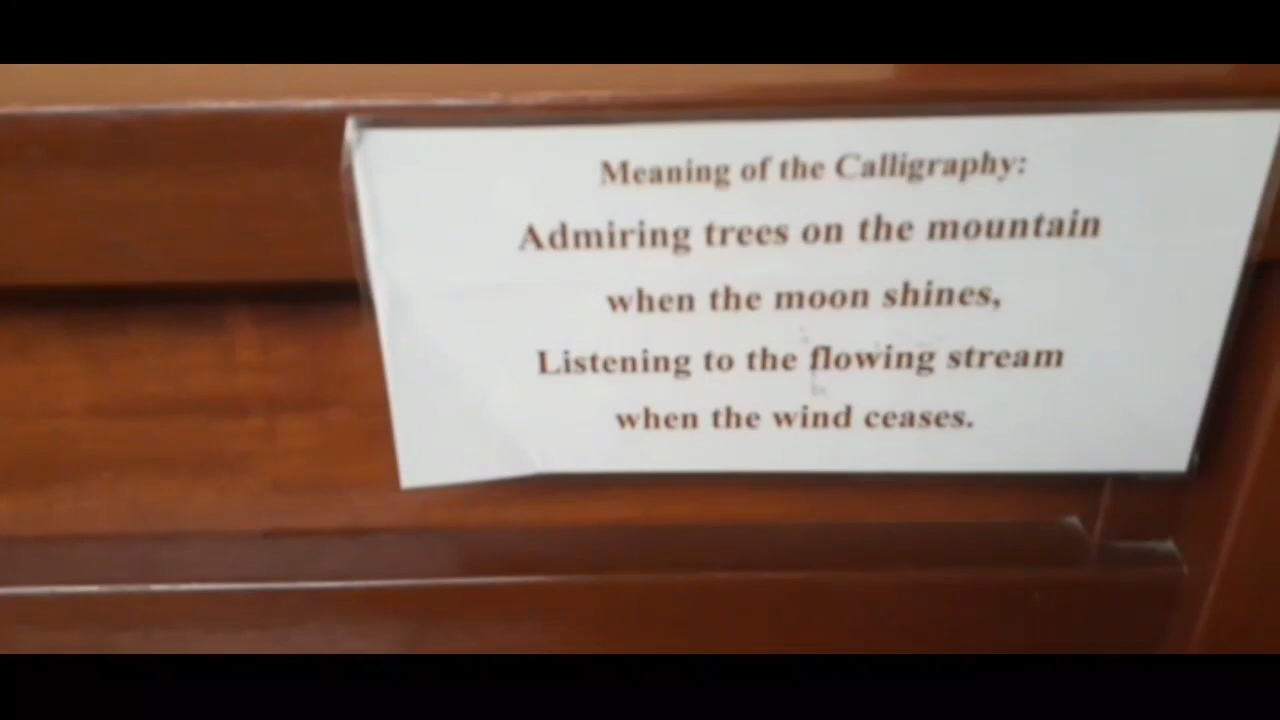 Meaning of the Calligraphy:
Admiring trees on the mountain
when the moon shines,
Listening to the flowing stream
when the wind ceases.